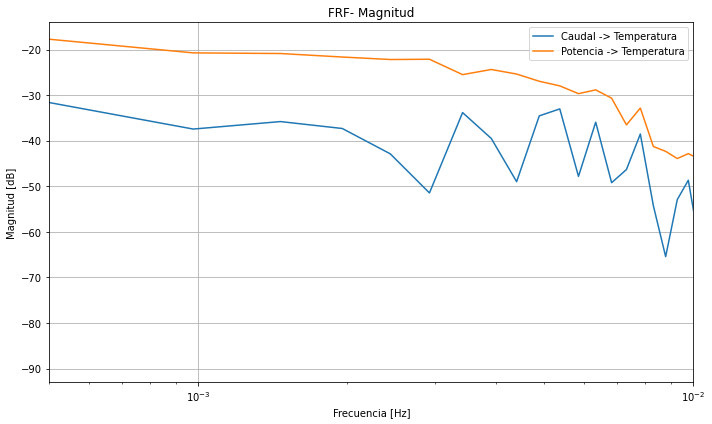 FRF- Magnitud
Caudal -> Temperatura
Potencia -> Temperatura
Magnitud [dB]
−20
−30
−40
−50
−60
−70
−80
−90
10⁻³
10⁻²
Frecuencia [Hz]